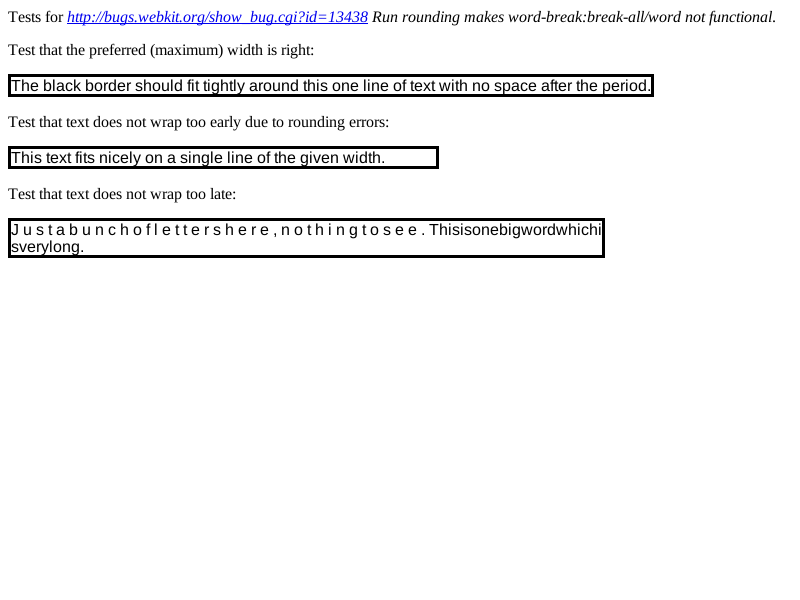 Tests for http://bugs.webkit.org/show_bug.cgi?id=13438 Run rounding makes word-break:break-all/word not functional.
Test that the preferred (maximum) width is right:
The black border should fit tightly around this one line of text with no space after the period.
Test that text does not wrap too early due to rounding errors:
This text fits nicely on a single line of the given width.
Test that text does not wrap too late:
J u s t a b u n c h o f l e t t e r s h e r e , n o t h i n g t o s e e . Thisisonebigwordwhichi
sverylong.